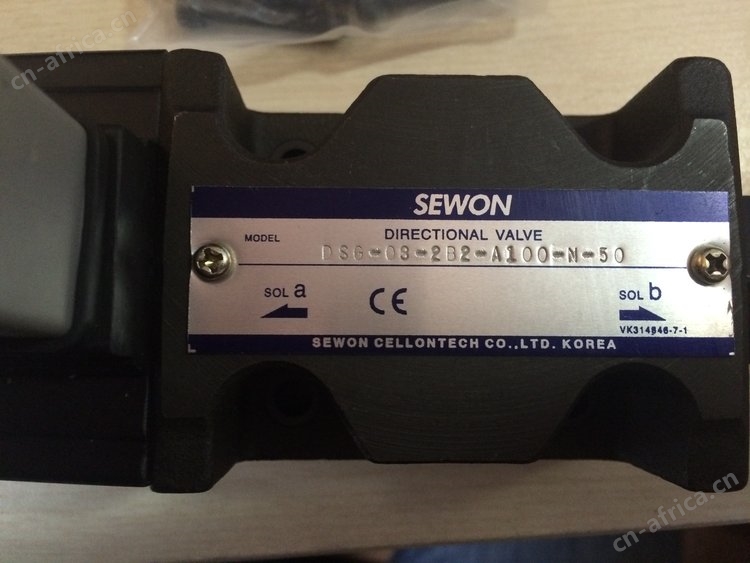 cn-africa.cn
SEWON
DIRECTIONAL VALVE
MODEL DSG-03-2B2-A100-N-50
SOL a CE SOL b
VK314846-7-1
SEWON CELLONTECH CO.,LTD. KOREA
cn-africa.cn